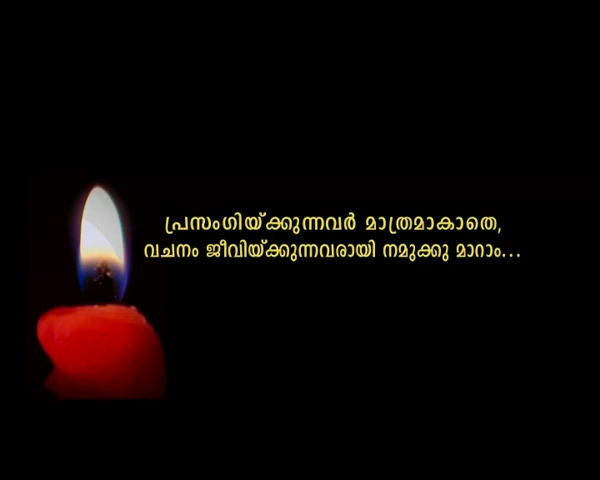 പ്രസംഗിയ്ക്കുന്നവർ മാത്രമാകാതെ,
വചനം ജീവിയ്ക്കുന്നവരായി നമുക്കു മാറാം...